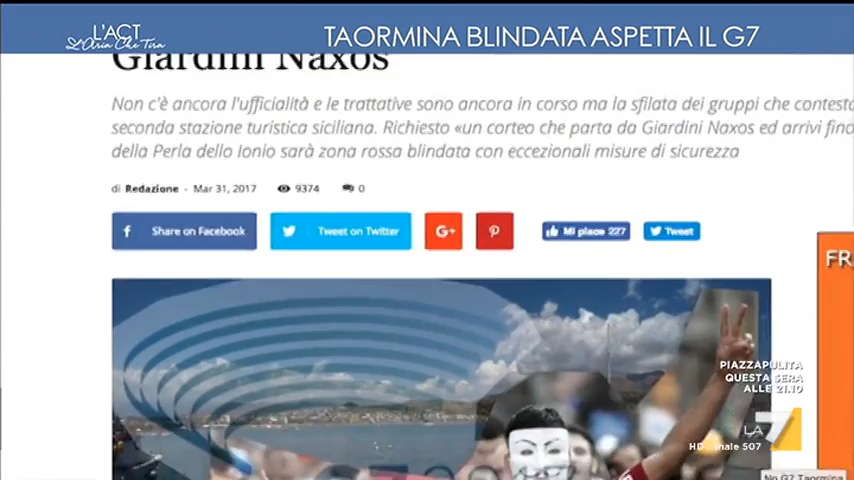 L'ACT
L'Aria Che Tira
TAORMINA BLINDATA ASPETTA IL G7
Giardini Naxos
Non c'è ancora l'ufficialità e le trattative sono ancora in corso ma la sfilata dei gruppi che contesta
seconda stazione turistica siciliana. Richiesto «un corteo che parta da Giardini Naxos ed arrivi fino
della Perla dello Ionio sarà zona rossa blindata con eccezionali misure di sicurezza
di Redazione - Mar 31, 2017 9374 0
Share on Facebook
Tweet on Twitter
G+
Mi piace 227
Tweet
FR
PIAZZAPULITA
QUESTA SERA
ALLE 21.10
LA 7
HD Canale 507
No G7 Taormina